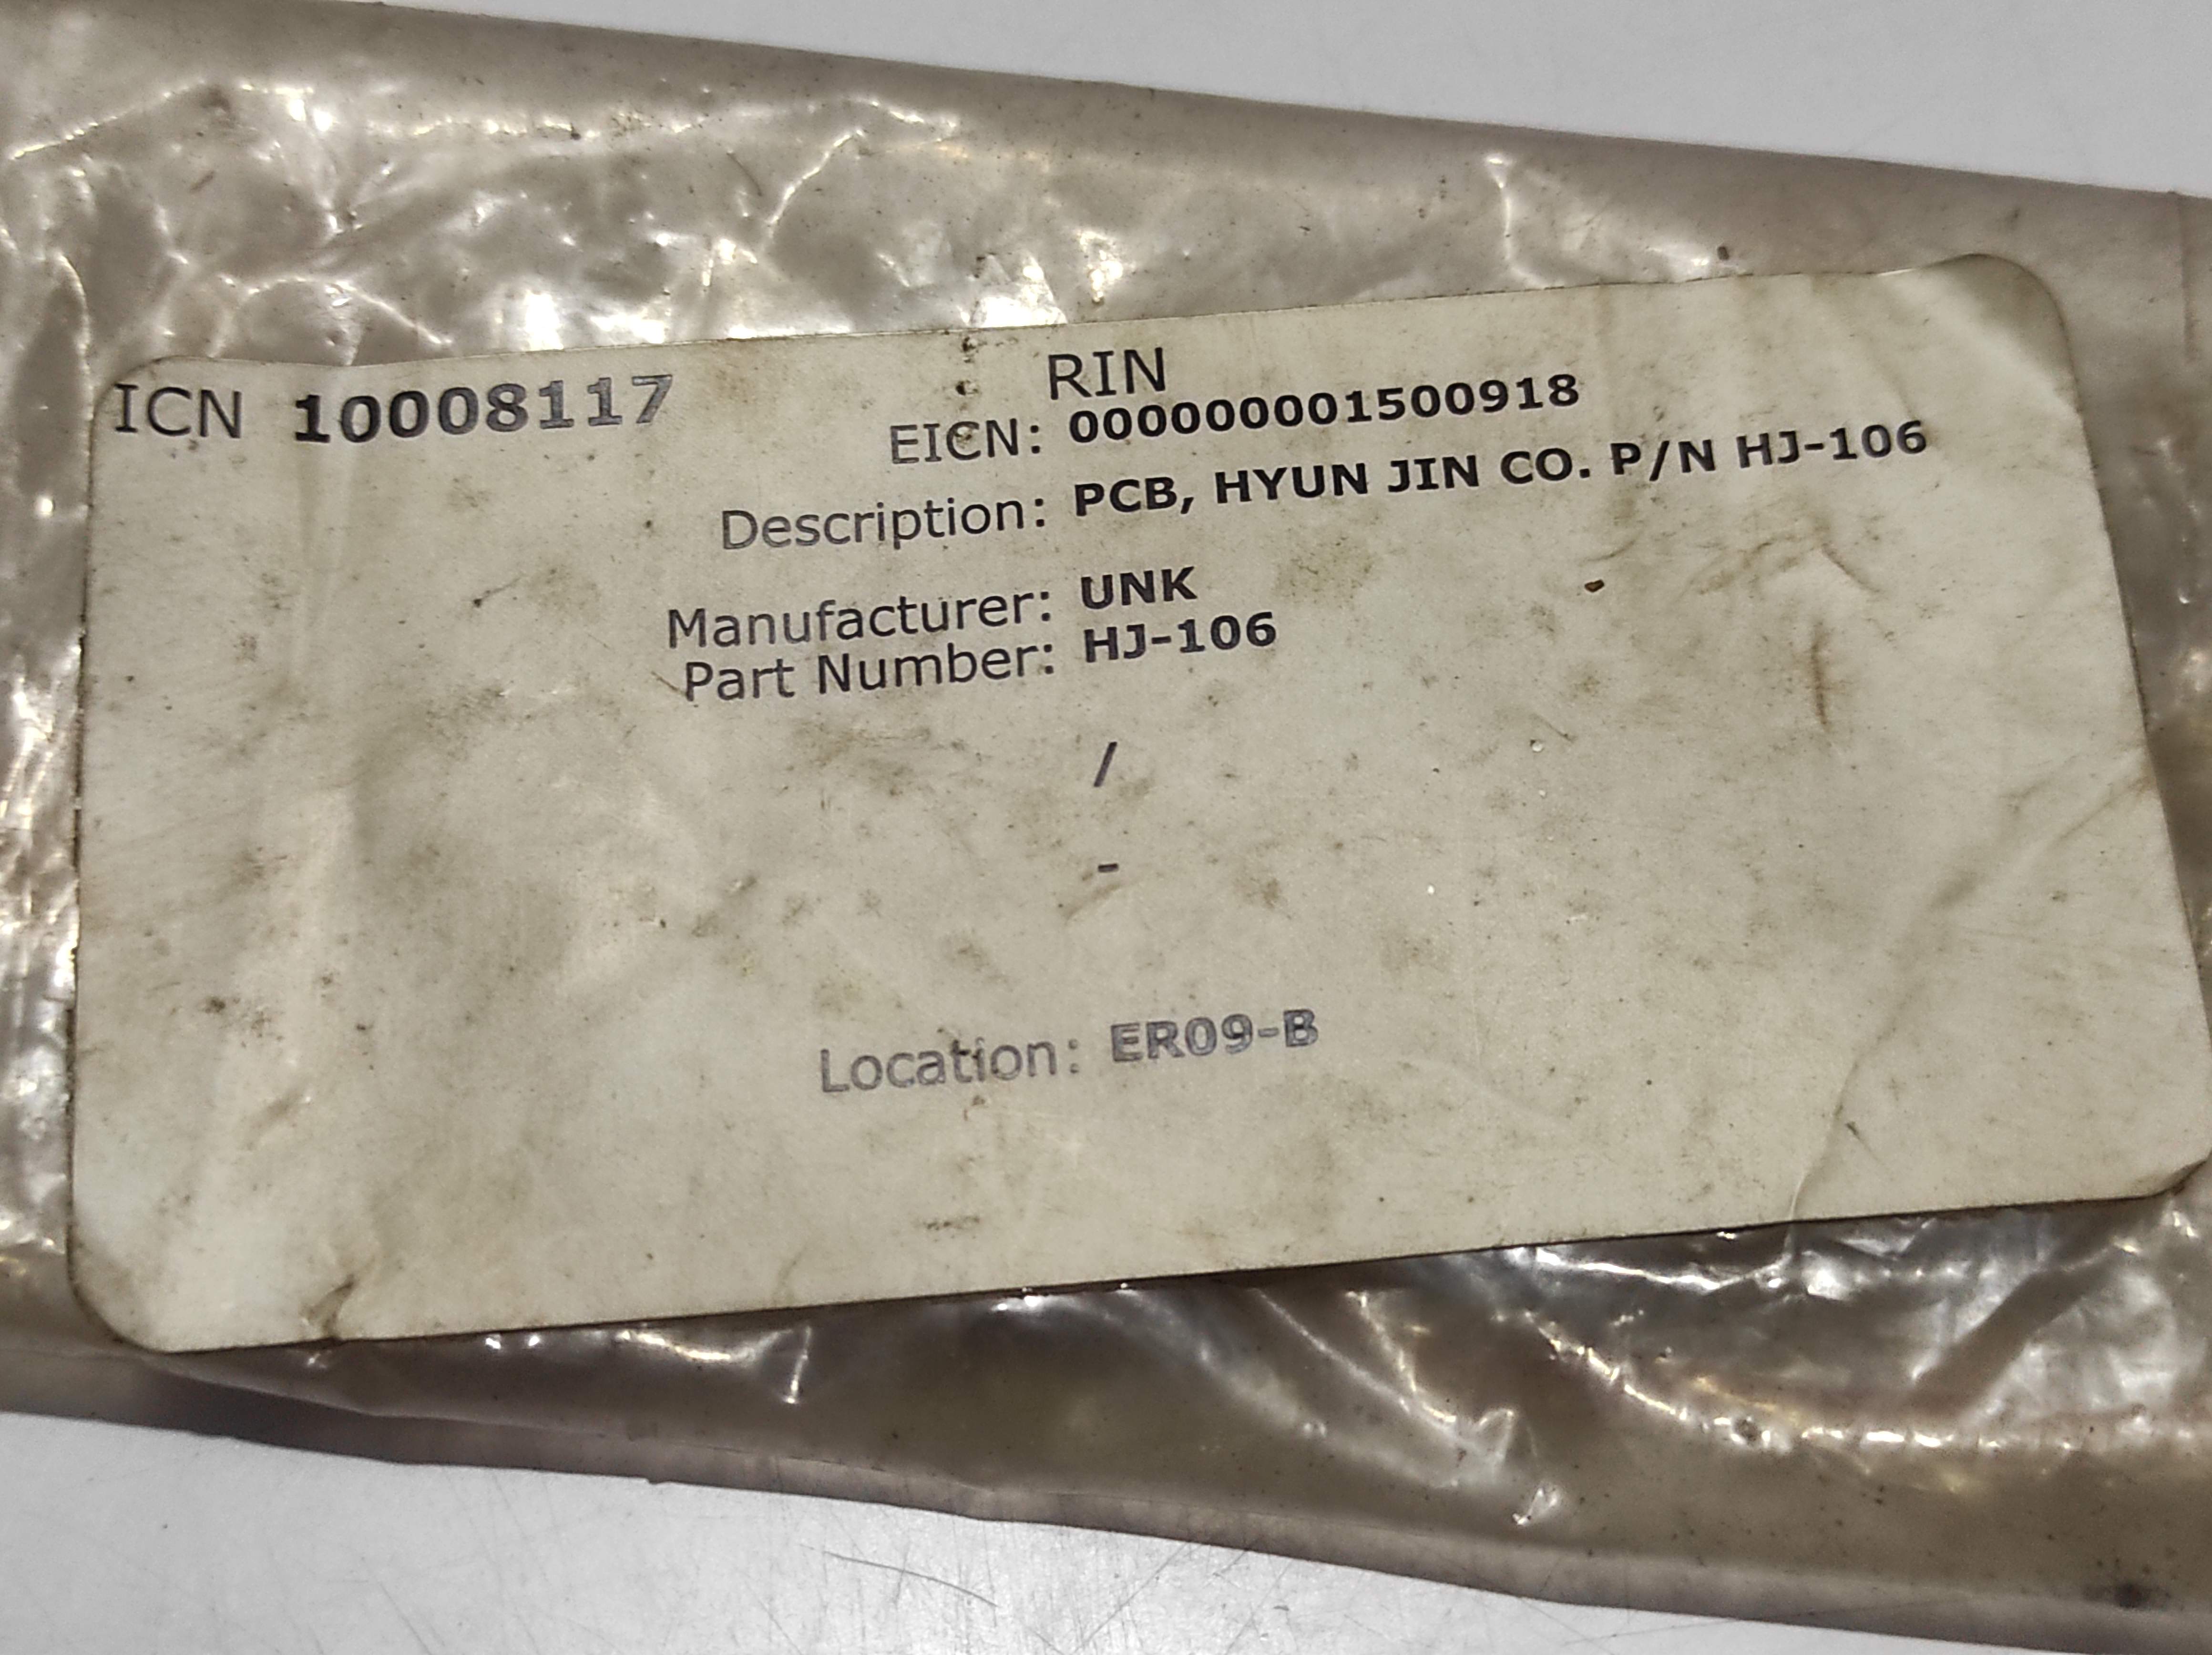 ICN 10008117
RIN
EICN: 000000001500918
Description: PCB, HYUN JIN CO. P/N HJ-106
Manufacturer: UNK
Part Number: HJ-106
/
-
Location: ER09-B